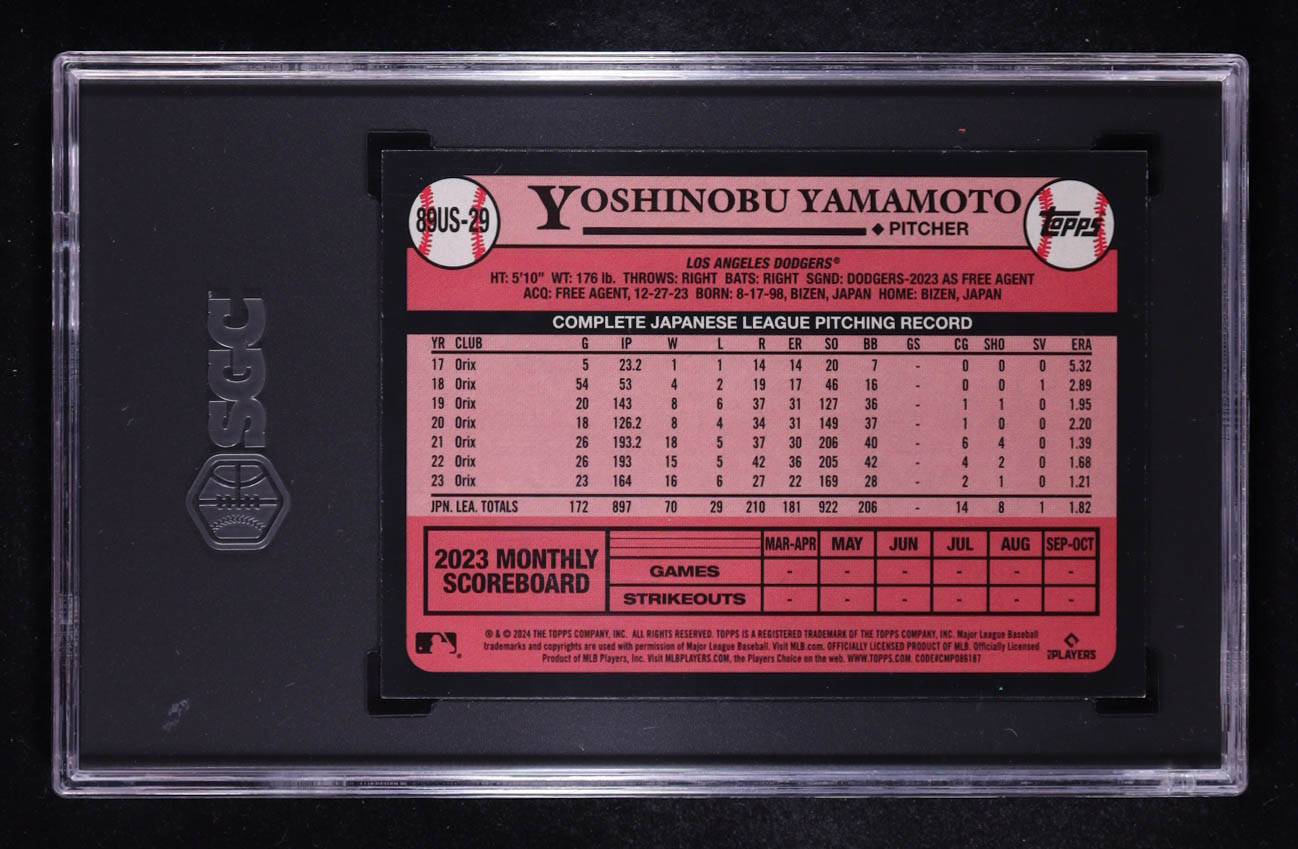 SGC
89US-29
YOSHINOBU YAMAMOTO
PITCHER
topps
LOS ANGELES DODGERS®
HT: 5'10" WT: 176 lb. THROWS: RIGHT BATS: RIGHT SGND: DODGERS-2023 AS FREE AGENT
ACQ: FREE AGENT, 12-27-23 BORN: 8-17-98, BIZEN, JAPAN HOME: BIZEN, JAPAN
COMPLETE JAPANESE LEAGUE PITCHING RECORD
YR CLUB G IP W L R ER SO BB GS CG SHO SV ERA
17 Orix 5 23.2 1 1 14 14 20 7 - 0 0 0 5.32
18 Orix 54 53 4 2 19 17 46 16 - 0 0 1 2.89
19 Orix 20 143 8 6 37 31 127 36 - 1 1 0 1.95
20 Orix 18 126.2 8 4 34 31 149 37 - 1 0 0 2.20
21 Orix 26 193.2 18 5 37 30 206 40 - 6 4 0 1.39
22 Orix 26 193 15 5 42 36 205 42 - 4 2 0 1.68
23 Orix 23 164 16 6 27 22 169 28 - 2 1 0 1.21
JPN. LEA. TOTALS 172 897 70 29 210 181 922 206 - 14 8 1 1.82
2023 MONTHLY
SCOREBOARD
MAR-APR MAY JUN JUL AUG SEP-OCT
GAMES - - - - - -
STRIKEOUTS - - - - - -
® & © 2024 THE TOPPS COMPANY, INC. ALL RIGHTS RESERVED. TOPPS IS A REGISTERED TRADEMARK OF THE TOPPS COMPANY, INC. Major League Baseball
trademarks and copyrights are used with permission of Major League Baseball. Visit MLB.com. OFFICIALLY LICENSED PRODUCT OF MLB. Officially Licensed
Product of MLB Players, Inc. Visit MLBPLAYERS.COM, the Players Choice on the web. WWW.TOPPS.COM. CODE#CMP086187
MLB PLAYERS